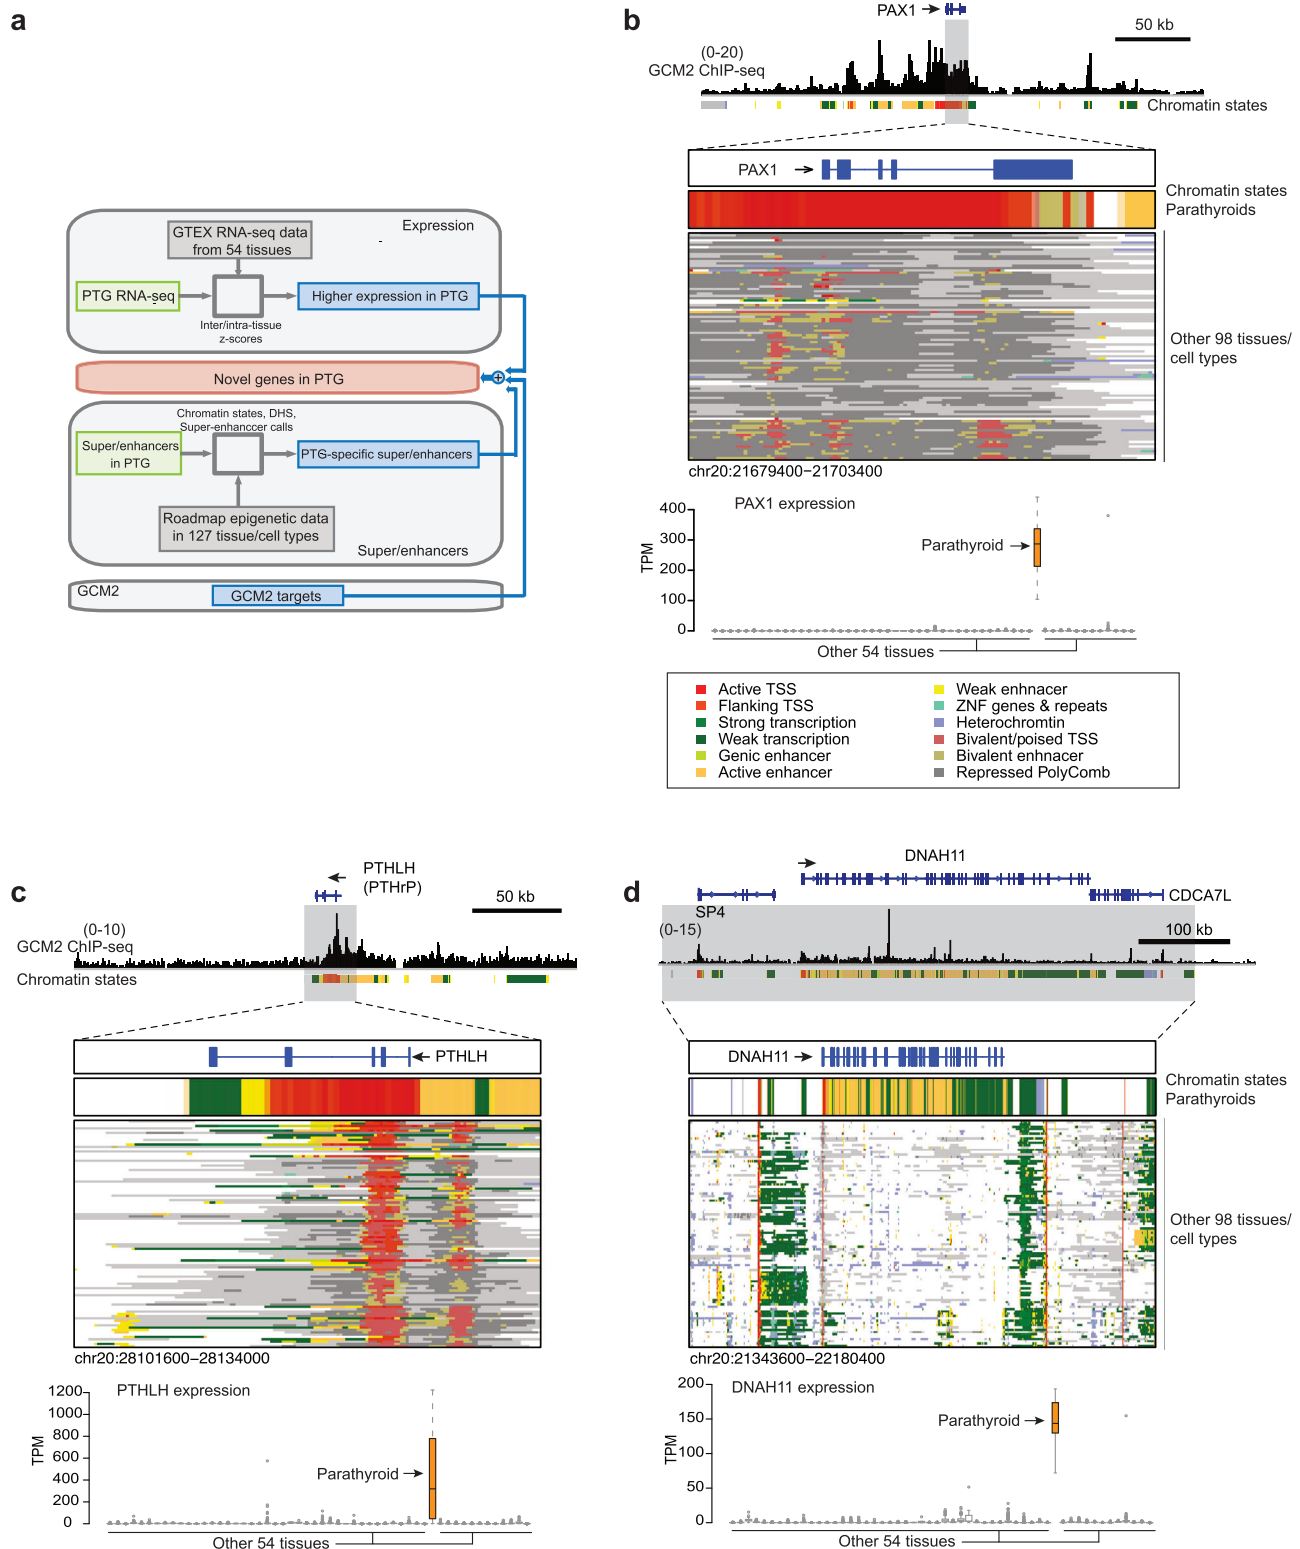 a
Expression
GTEX RNA-seq data
from 54 tissues
PTG RNA-seq
Higher expression in PTG
Inter/intra-tissue
z-scores
Novel genes in PTG
+
Chromatin states, DHS,
Super-enhanccer calls
Super/enhancers
in PTG
PTG-specific super/enhancers
Roadmap epigenetic data
in 127 tissue/cell types
Super/enhancers
GCM2
GCM2 targets
b
PAX1
50 kb
(0-20)
GCM2 ChIP-seq
Chromatin states
PAX1
Chromatin states
Parathyroids
Other 98 tissues/
cell types
chr20:21679400−21703400
PAX1 expression
TPM
400
300
200
100
0
Parathyroid
Other 54 tissues
Active TSS
Flanking TSS
Strong transcription
Weak transcription
Genic enhancer
Active enhancer
Weak enhnacer
ZNF genes & repeats
Heterochromtin
Bivalent/poised TSS
Bivalent enhnacer
Repressed PolyComb
c
PTHLH
(PTHrP)
50 kb
(0-10)
GCM2 ChIP-seq
Chromatin states
PTHLH
chr20:28101600−28134000
PTHLH expression
TPM
1200
1000
800
600
400
200
0
Parathyroid
Other 54 tissues
d
DNAH11
CDCA7L
SP4
(0-15)
100 kb
DNAH11
Chromatin states
Parathyroids
Other 98 tissues/
cell types
chr20:21343600−22180400
DNAH11 expression
TPM
200
150
100
50
0
Parathyroid
Other 54 tissues